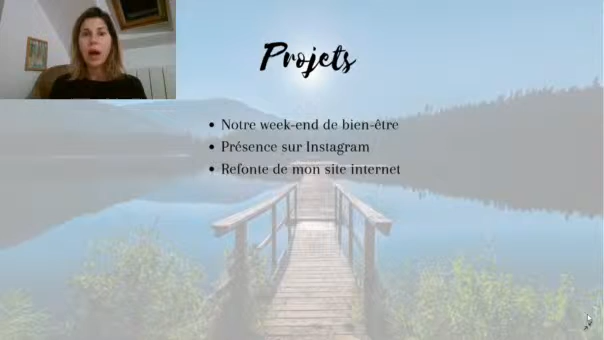 Projets
Notre week-end de bien-être
Présence sur Instagram
Refonte de mon site internet